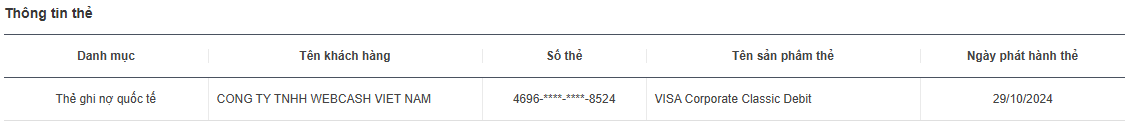 Thông tin thẻ
Danh mục Tên khách hàng Số thẻ Tên sản phẩm thẻ Ngày phát hành thẻ
Thẻ ghi nợ quốc tế CONG TY TNHH WEBCASH VIET NAM 4696-****-****-8524 VISA Corporate Classic Debit 29/10/2024